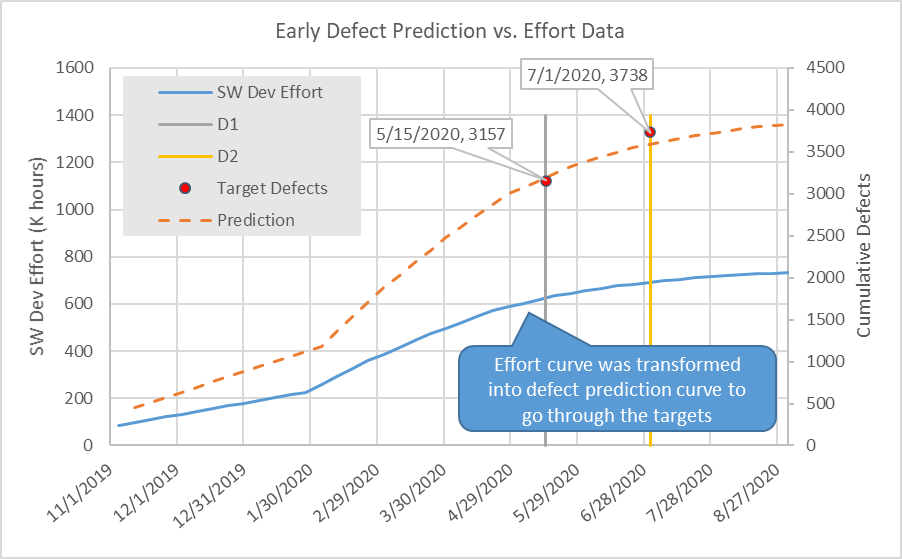 Early Defect Prediction vs. Effort Data
1600
1400
1200
1000
800
600
400
200
0
SW Dev Effort (K hours)
SW Dev Effort
D1
D2
Target Defects
Prediction
5/15/2020, 3157
7/1/2020, 3738
Effort curve was transformed
into defect prediction curve to
go through the targets
4500
4000
3500
3000
2500
2000
1500
1000
500
0
Cumulative Defects
11/1/2019
12/1/2019
12/31/2019
1/30/2020
2/29/2020
3/30/2020
4/29/2020
5/29/2020
6/28/2020
7/28/2020
8/27/2020